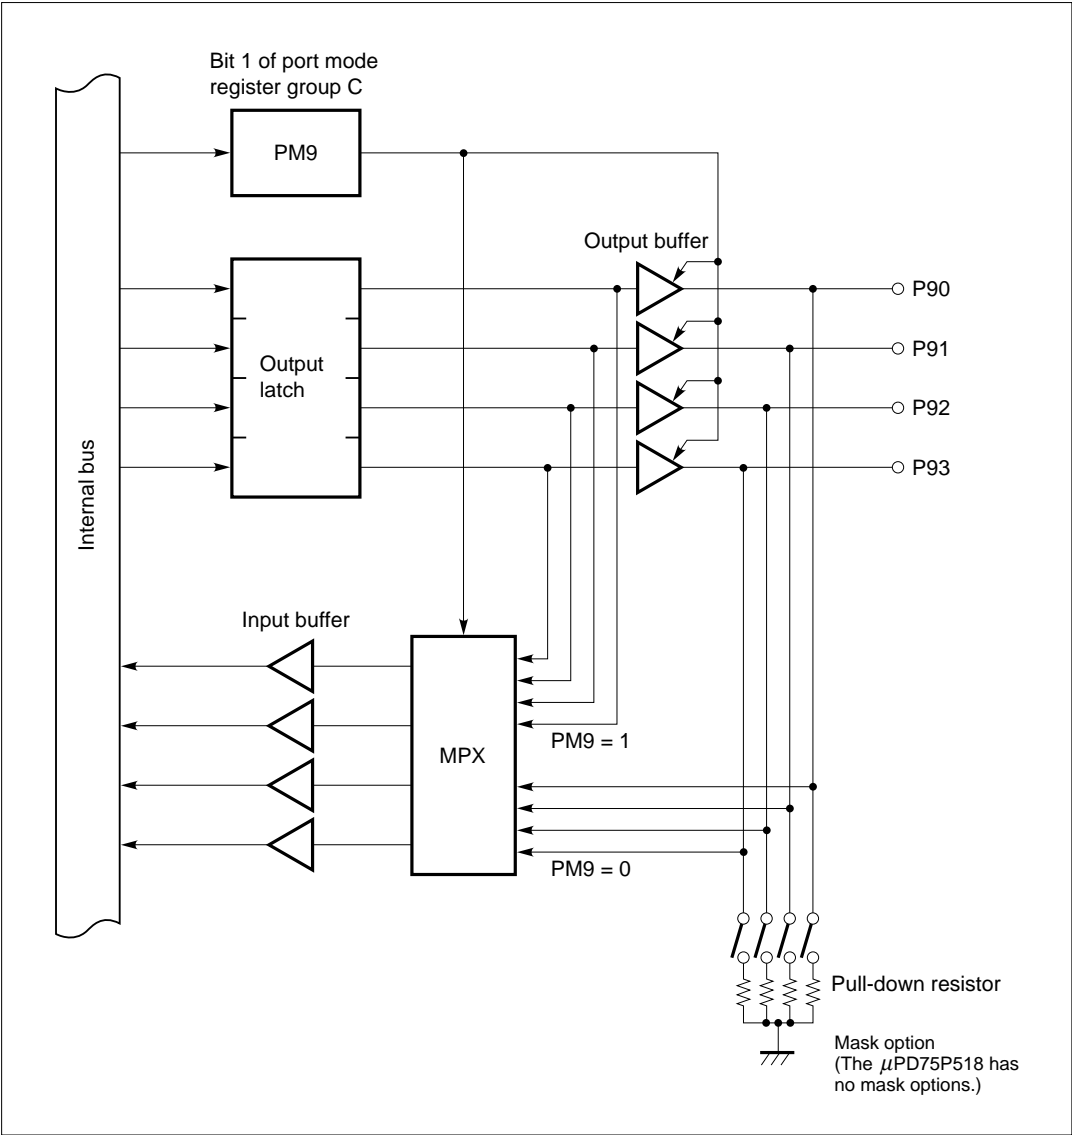 Bit 1 of port mode
register group C
PM9
Output buffer
P90
P91
Output
latch
P92
P93
Internal bus
Input buffer
MPX
PM9 = 1
PM9 = 0
Pull-down resistor
Mask option
(The μPD75P518 has
no mask options.)